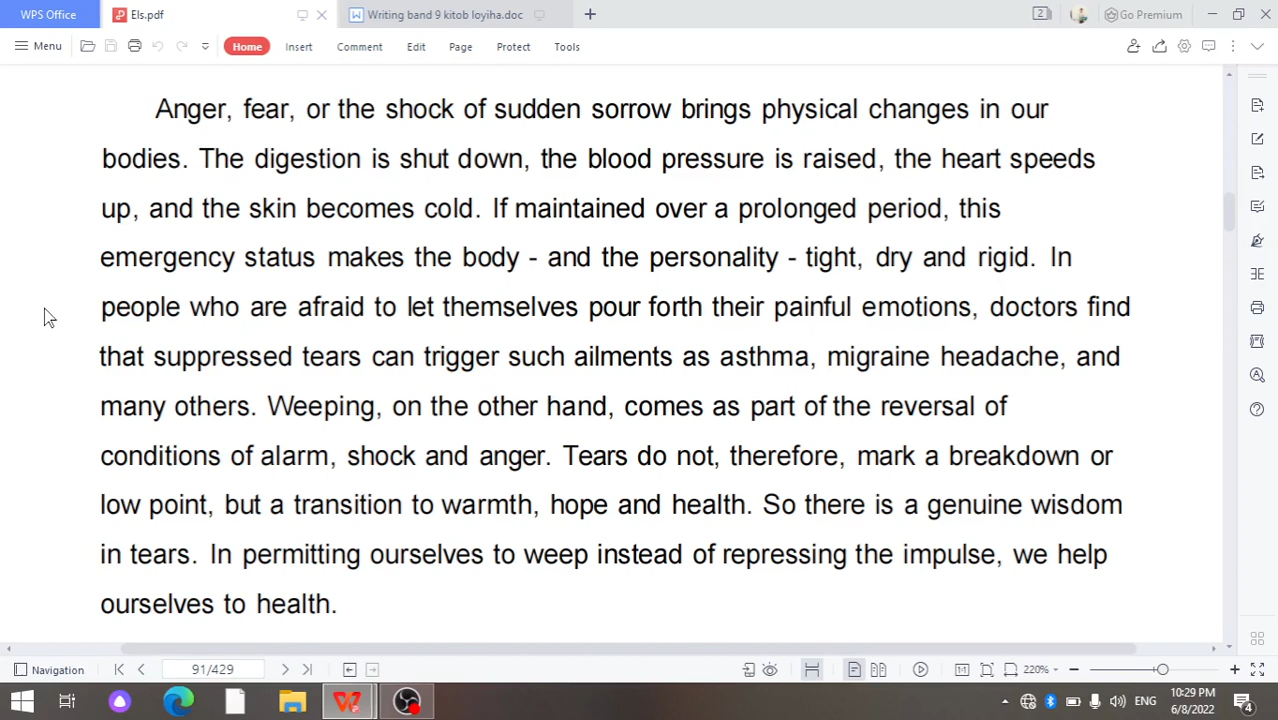 WPS Office
Els.pdf
Writing band 9 kitob loyiha.doc
2
Go Premium
Menu
Home
Insert
Comment
Edit
Page
Protect
Tools
Anger, fear, or the shock of sudden sorrow brings physical changes in our
bodies. The digestion is shut down, the blood pressure is raised, the heart speeds
up, and the skin becomes cold. If maintained over a prolonged period, this
emergency status makes the body - and the personality - tight, dry and rigid. In
people who are afraid to let themselves pour forth their painful emotions, doctors find
that suppressed tears can trigger such ailments as asthma, migraine headache, and
many others. Weeping, on the other hand, comes as part of the reversal of
conditions of alarm, shock and anger. Tears do not, therefore, mark a breakdown or
low point, but a transition to warmth, hope and health. So there is a genuine wisdom
in tears. In permitting ourselves to weep instead of repressing the impulse, we help
ourselves to health.
Navigation
91/429
220%
ENG
10:29 PM
6/8/2022
4